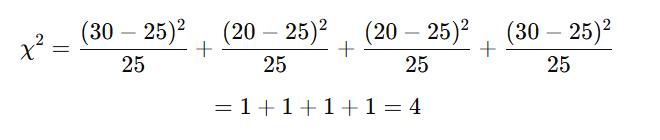 χ² = (30 – 25)²/25 + (20 – 25)²/25 + (20 – 25)²/25 + (30 – 25)²/25
= 1 + 1 + 1 + 1 = 4